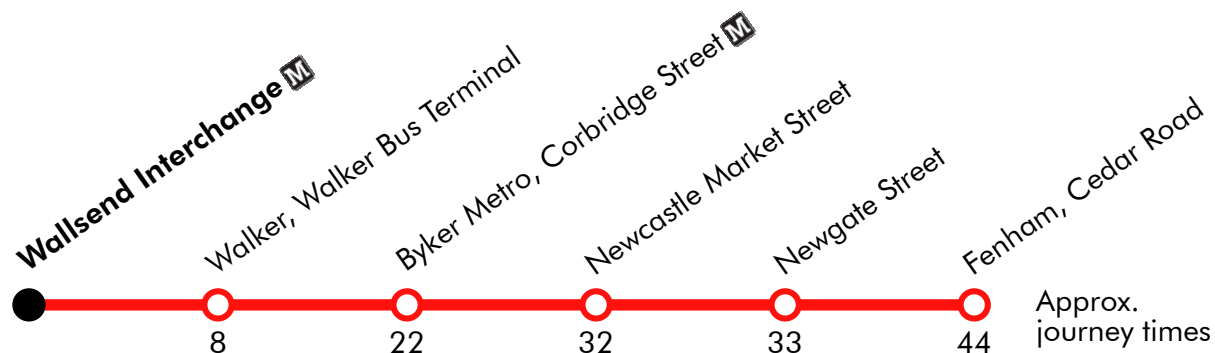 Wallsend Interchange M
Walker, Walker Bus Terminal
Byker Metro, Corbridge Street M
Newcastle Market Street
Newgate Street
Fenham, Cedar Road
8
22
32
33
44
Approx.
journey times